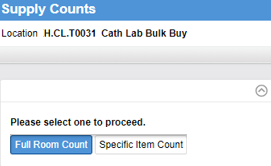 Supply Counts
Location H.CL.T0031 Cath Lab Bulk Buy
Please select one to proceed.
Full Room Count Specific Item Count